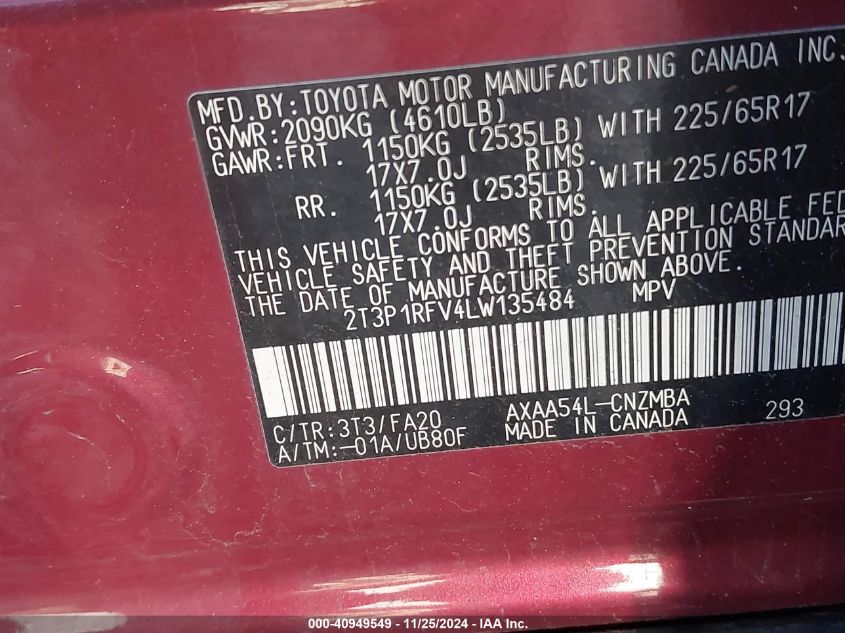 MFD.BY:TOYOTA MOTOR MANUFACTURING CANADA INC.
GVWR:2090KG (4610LB)
GAWR:FRT. 1150KG (2535LB) WITH 225/65R17
17X7.0J RIMS.
RR. 1150KG (2535LB) WITH 225/65R17
17X7.0J RIMS.
THIS VEHICLE CONFORMS TO ALL APPLICABLE FED
VEHICLE SAFETY AND THEFT PREVENTION STANDAR
THE DATE OF MANUFACTURE SHOWN ABOVE.
2T3P1RFV4LW135484 MPV
C/TR:3T3/FA20 AXAA54L-CNZMBA 293
A/TM:-01A/UB80F MADE IN CANADA
000-40949549 - 11/25/2024 - 134139